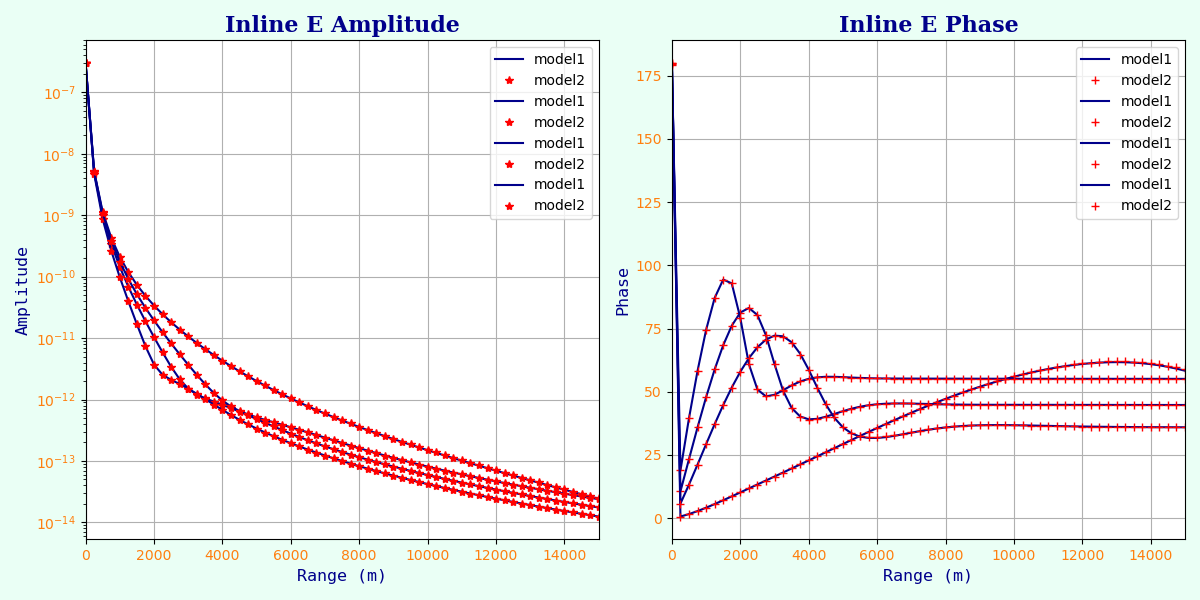 Inline E Amplitude
Amplitude
10⁻⁷
10⁻⁸
10⁻⁹
10⁻¹⁰
10⁻¹¹
10⁻¹²
10⁻¹³
10⁻¹⁴
model1
model2
model1
model2
model1
model2
model1
model2
0 2000 4000 6000 8000 10000 12000 14000
Range (m)
Inline E Phase
Phase
175
150
125
100
75
50
25
0
model1
model2
model1
model2
model1
model2
model1
model2
0 2000 4000 6000 8000 10000 12000 14000
Range (m)